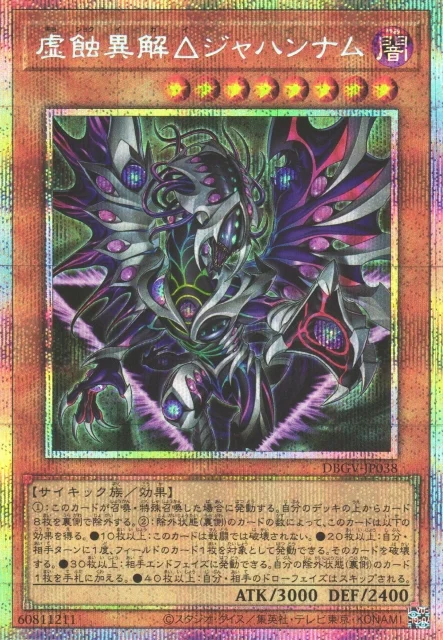 虚蝕異解△ジャハンナム
闇
DBGV-JP038
【サイキック族／効果】
①:このカードが召喚・特殊召喚した場合に発動する。自分のデッキの上からカード
8枚を裏側で除外する。②:除外状態(裏側)のカードの数によって、このカードは以下の
効果を得る。●10枚以上:このカードは戦闘では破壊されない。●20枚以上:自分・
相手ターンに1度、フィールドのカード1枚を対象として発動できる。そのカードを破壊
する。●30枚以上:相手エンドフェイズに発動できる。自分の除外状態(裏側)のカード
1枚を手札に加える。●40枚以上:自分・相手のドローフェイズはスキップされる。
ATK/3000 DEF/2400
60811211 ©スタジオ・ダイス/集英社・テレビ東京・KONAMI